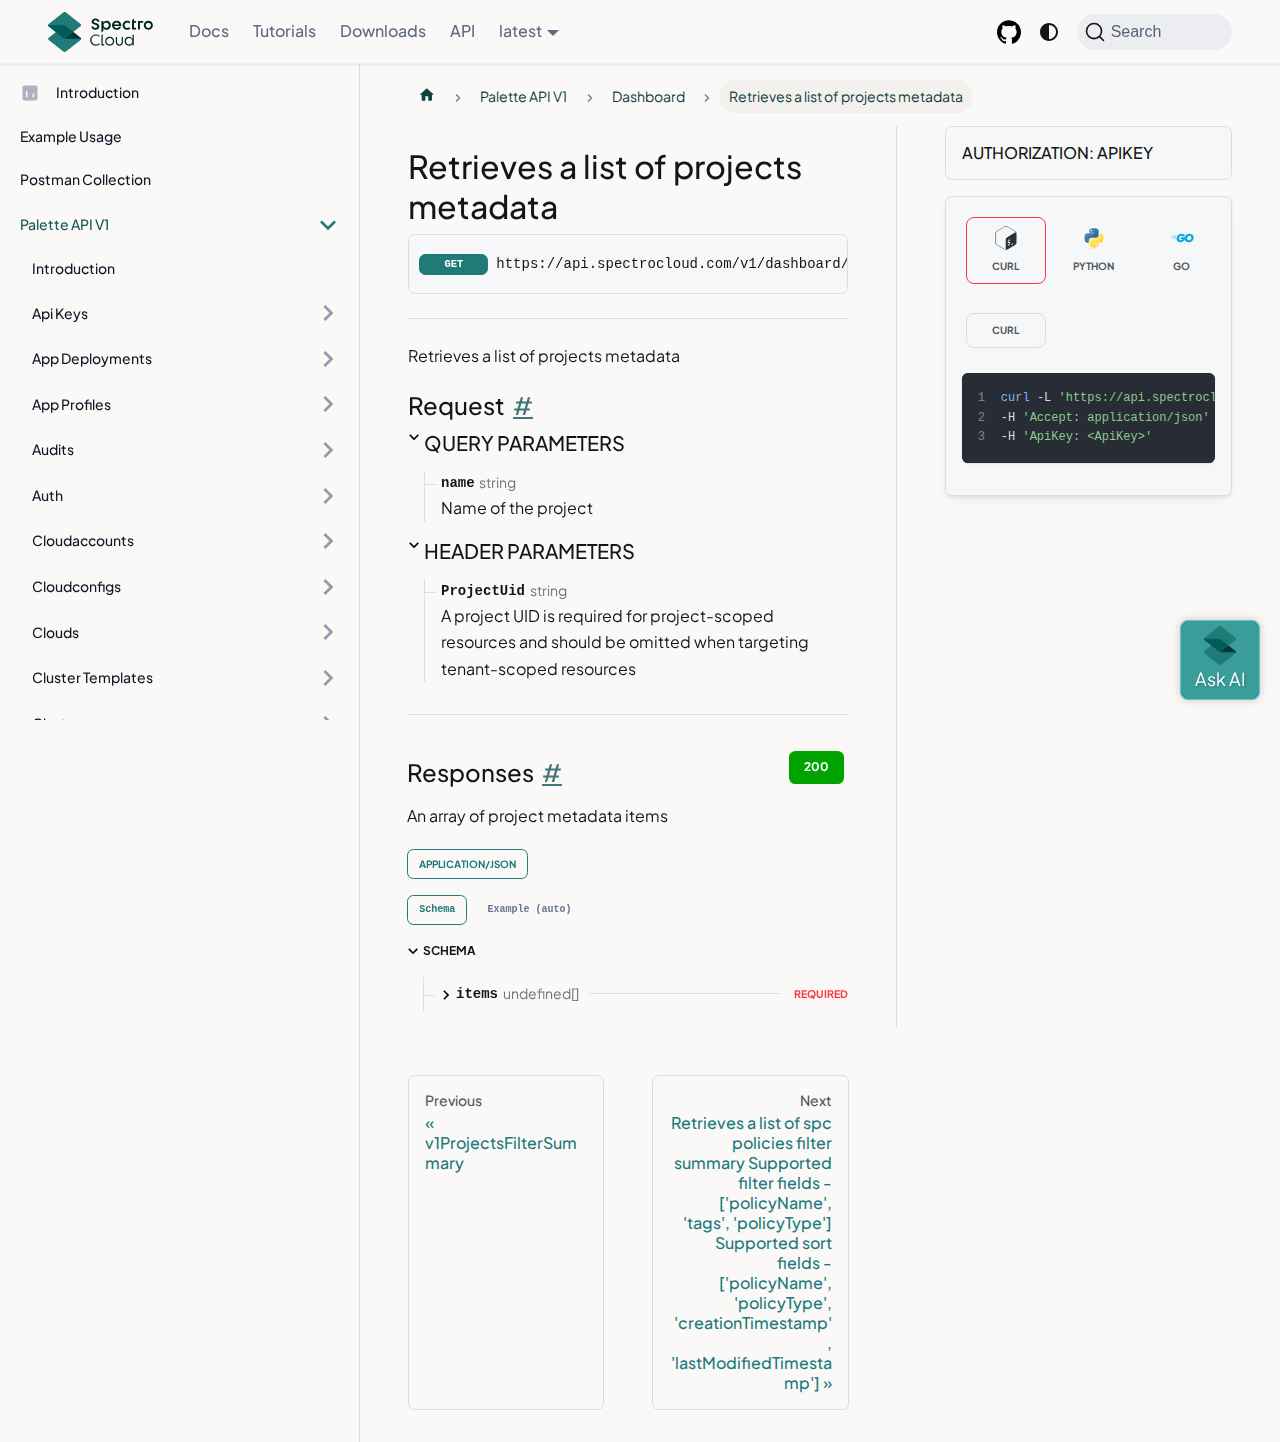 Spectro Cloud
Docs
Tutorials
Downloads
API
latest
Search
Introduction
Example Usage
Postman Collection
Palette API V1
Introduction
Api Keys
App Deployments
App Profiles
Audits
Auth
Cloudaccounts
Cloudconfigs
Clouds
Cluster Templates
Palette API V1
Dashboard
Retrieves a list of projects metadata
Retrieves a list of projects
metadata
GET https://api.spectrocloud.com/v1/dashboard/
Retrieves a list of projects metadata
Request #
QUERY PARAMETERS
name string
Name of the project
HEADER PARAMETERS
ProjectUid string
A project UID is required for project-scoped
resources and should be omitted when targeting
tenant-scoped resources
Responses #
200
An array of project metadata items
APPLICATION/JSON
Schema
Example (auto)
SCHEMA
items undefined[]
REQUIRED
AUTHORIZATION: APIKEY
CURL
PYTHON
GO
CURL
1 curl -L 'https://api.spectrocl
2 -H 'Accept: application/json'
3 -H 'ApiKey: <ApiKey>'
Ask AI
Previous
«
v1ProjectsFilterSum
mary
Next
Retrieves a list of spc
policies filter
summary Supported
filter fields -
['policyName',
'tags', 'policyType']
Supported sort
fields -
['policyName',
'policyType',
'creationTimestamp'
,
'lastModifiedTimesta
mp'] »